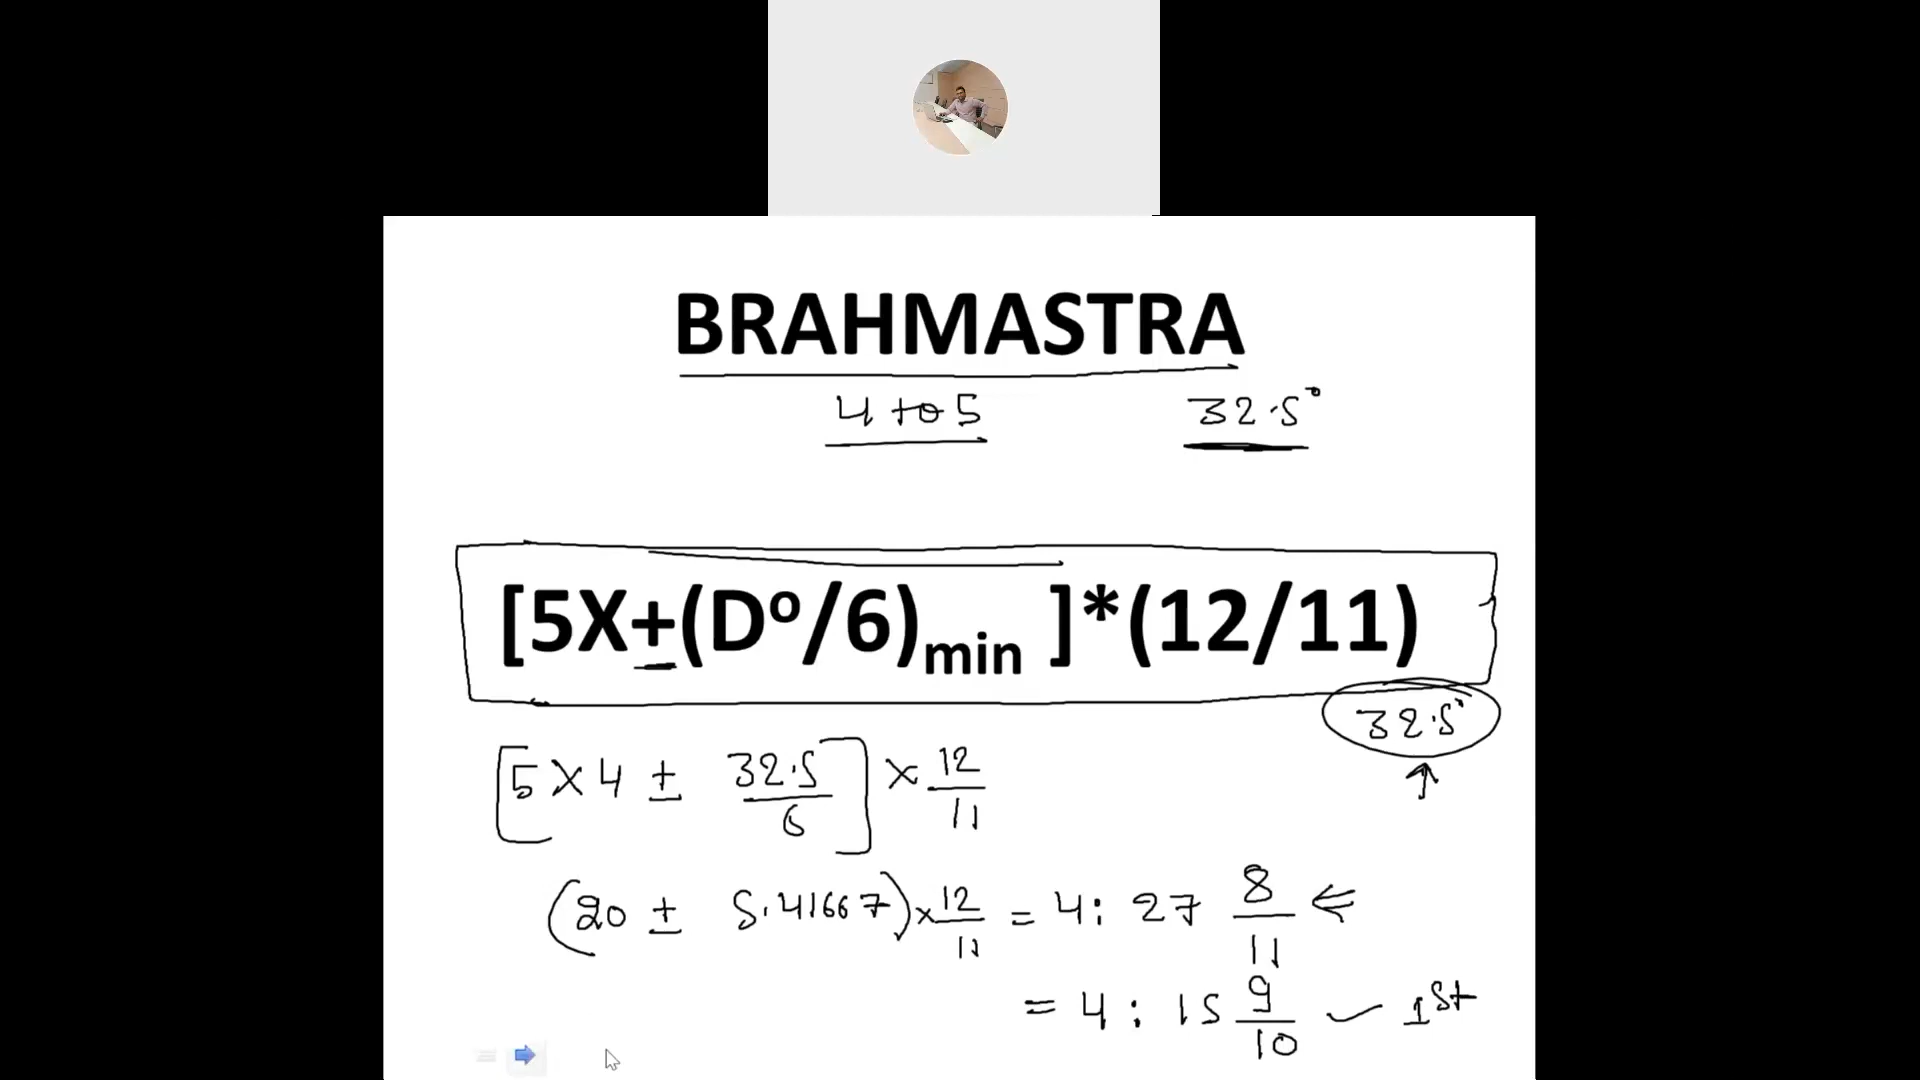 BRAHMASTRA
4 to 5 32.5°
[5X±(Dº/6)min ]*(12/11)
32.5°
[5 X 4 ± 32.5/6] × 12/11
(20 ± 5.41667) × 12/11 = 4: 27 8/11 ⇐
= 4: 15 9/10 ✓ 1st